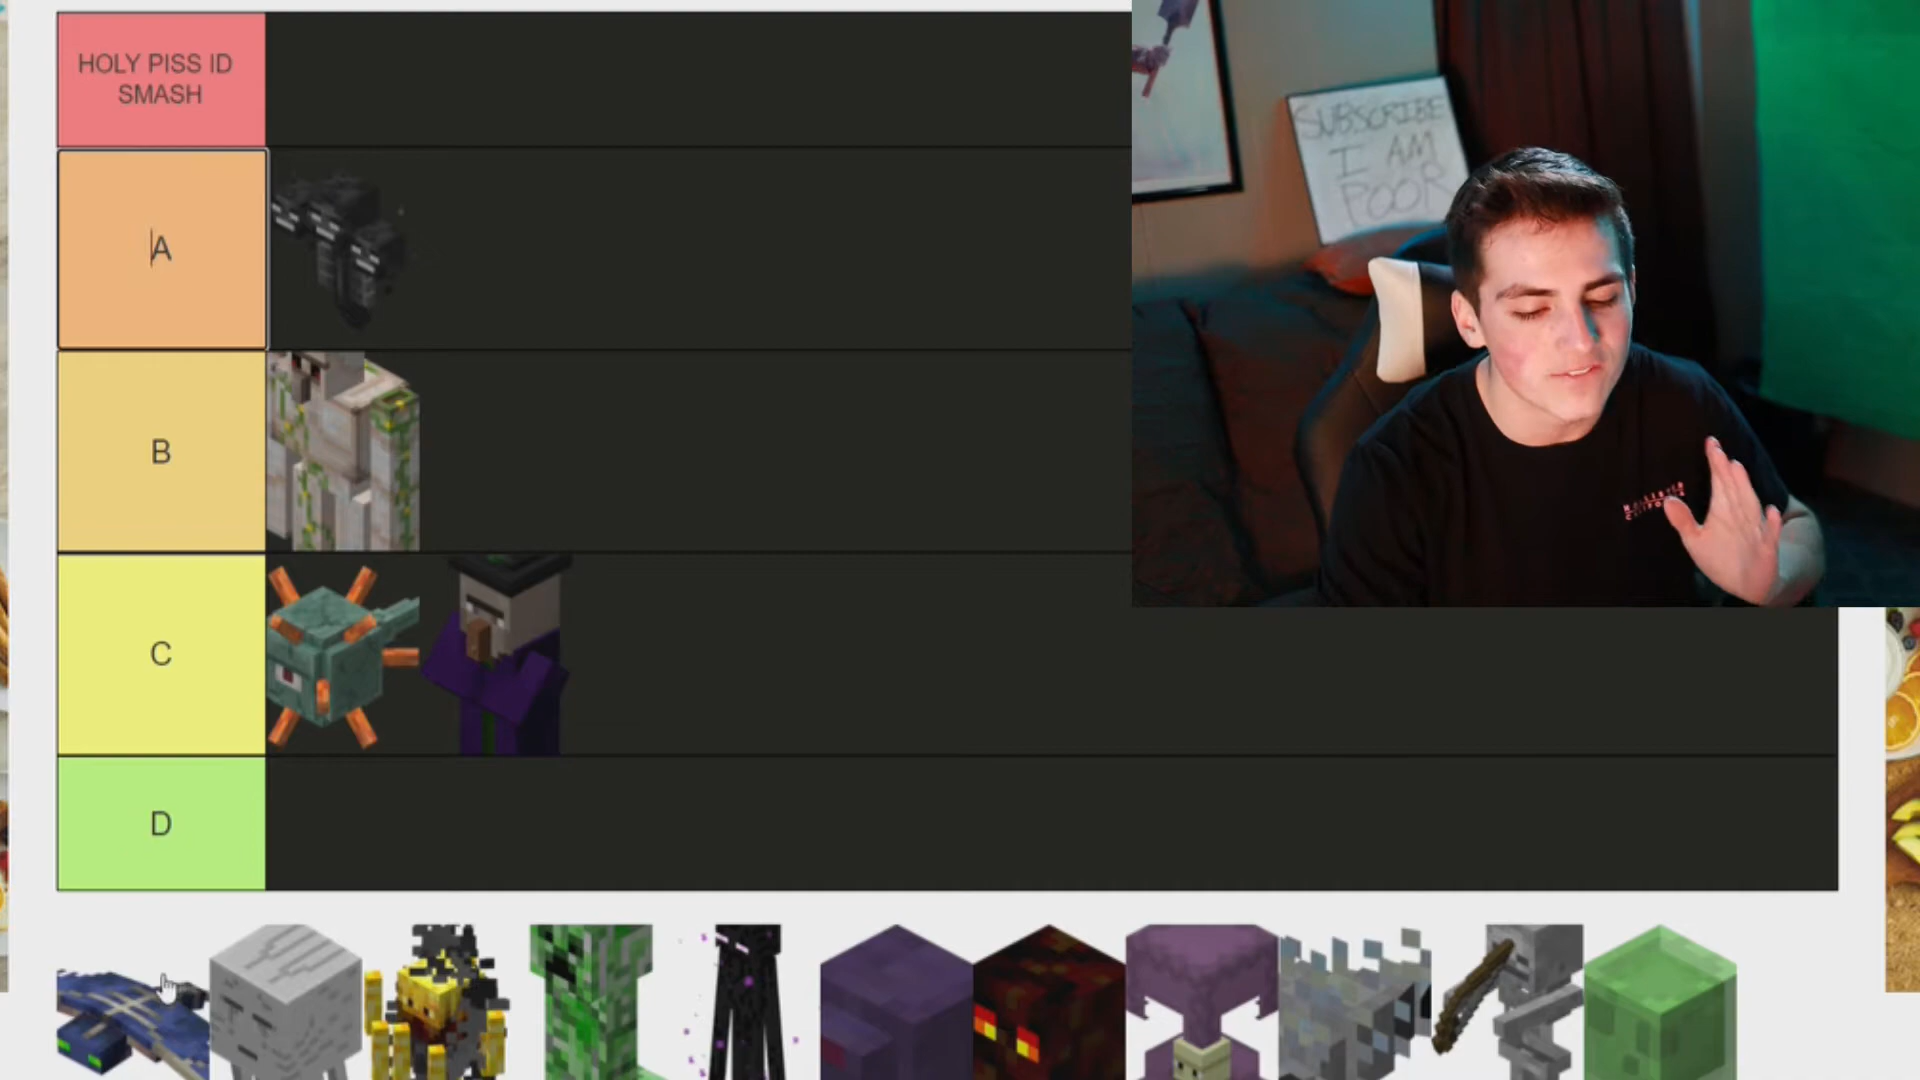 HOLY PISS ID
SMASH
A
B
C
D
SUBSCRIBE
I AM
POOR